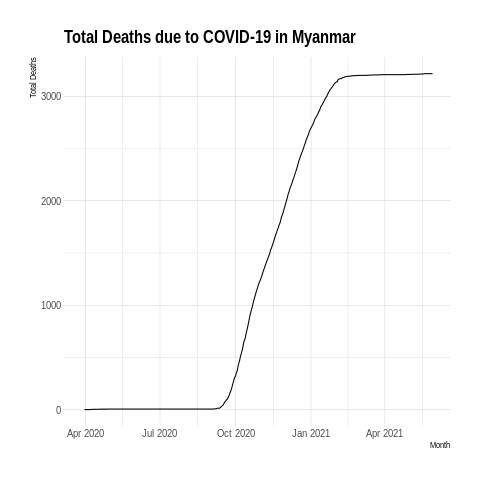 Total Deaths due to COVID-19 in Myanmar
Total Deaths
3000
2000
1000
0
Apr 2020 Jul 2020 Oct 2020 Jan 2021 Apr 2021
Month